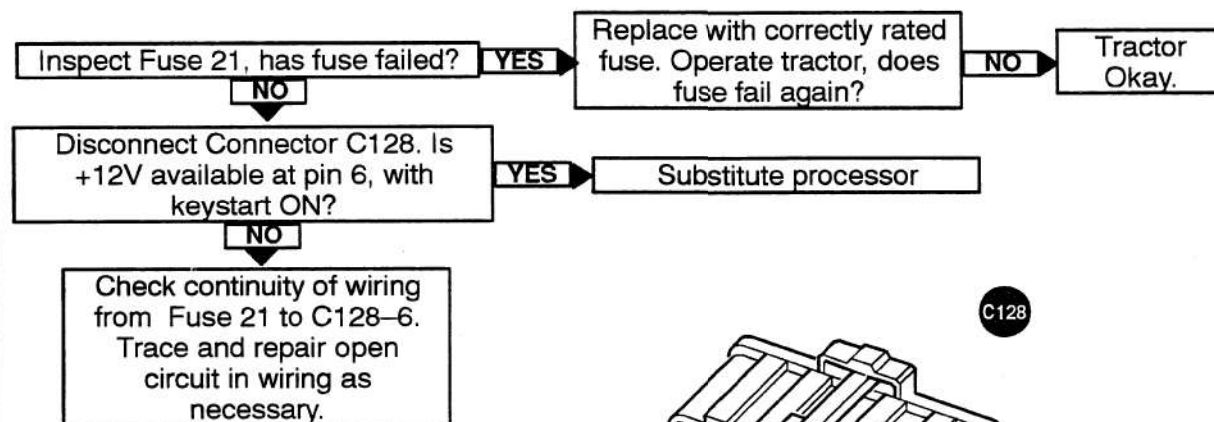 Inspect Fuse 21, has fuse failed?
YES
Replace with correctly rated
fuse. Operate tractor, does
fuse fail again?
NO
Tractor
Okay.
NO
Disconnect Connector C128. Is
+12V available at pin 6, with
keystart ON?
YES
Substitute processor
NO
Check continuity of wiring
from Fuse 21 to C128–6.
Trace and repair open
circuit in wiring as
necessary.
C128